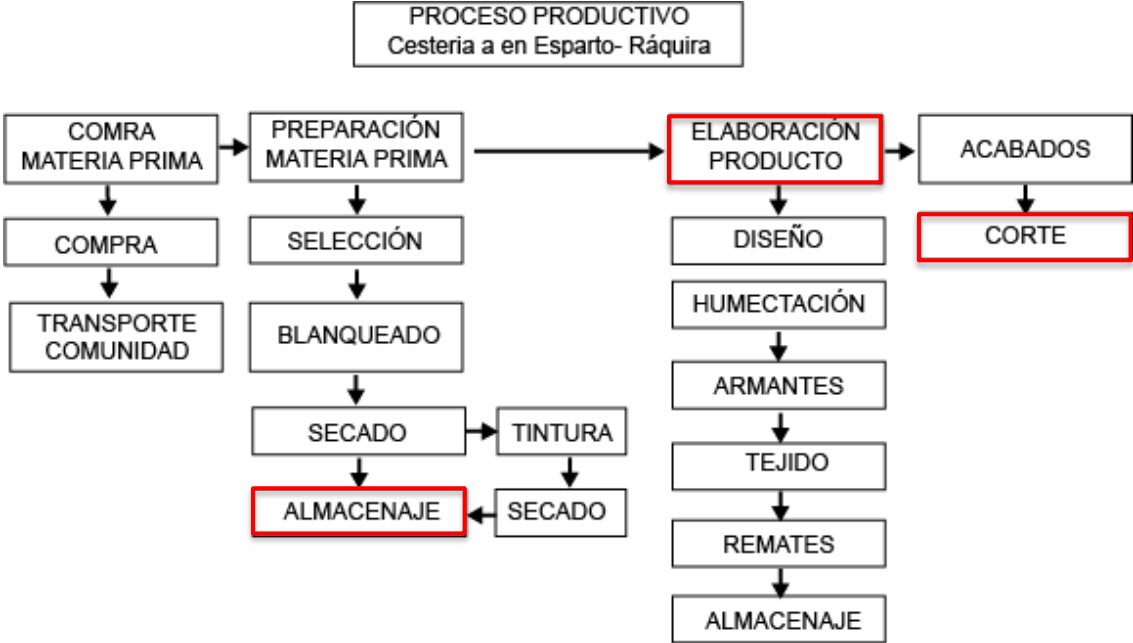 PROCESO PRODUCTIVO
Cesteria a en Esparto- Ráquira
COMRA
MATERIA PRIMA
COMPRA
TRANSPORTE
COMUNIDAD
PREPARACIÓN
MATERIA PRIMA
SELECCIÓN
BLANQUEADO
SECADO
TINTURA
ALMACENAJE
SECADO
ELABORACIÓN
PRODUCTO
DISEÑO
HUMECTACIÓN
ARMANTES
TEJIDO
REMATES
ALMACENAJE
ACABADOS
CORTE